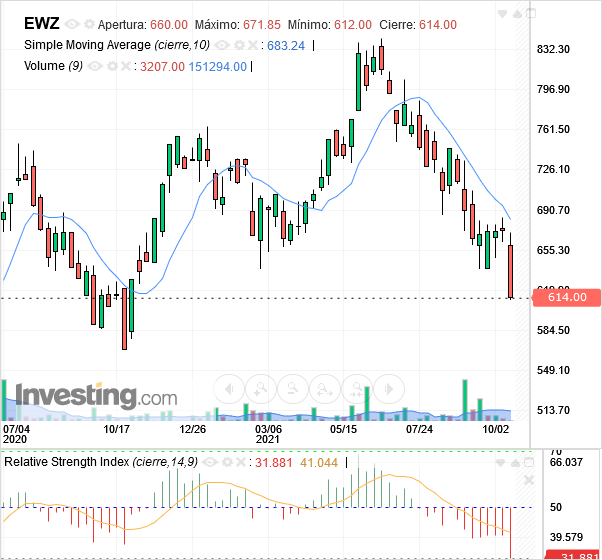 EWZ Apertura: 660.00 Máximo: 671.85 Mínimo: 612.00 Cierre: 614.00
Simple Moving Average (cierre,10) : 683.24
Volume (9) : 3207.00 151294.00
832.30
796.90
761.50
726.10
690.70
655.30
614.00
584.50
549.10
513.70
Investing.com
07/04 10/17 12/26 03/06 05/15 07/24 10/02
2020 2021
Relative Strength Index (cierre,14,9) : 31.881 41.044
70
66.037
50
39.579
31.881